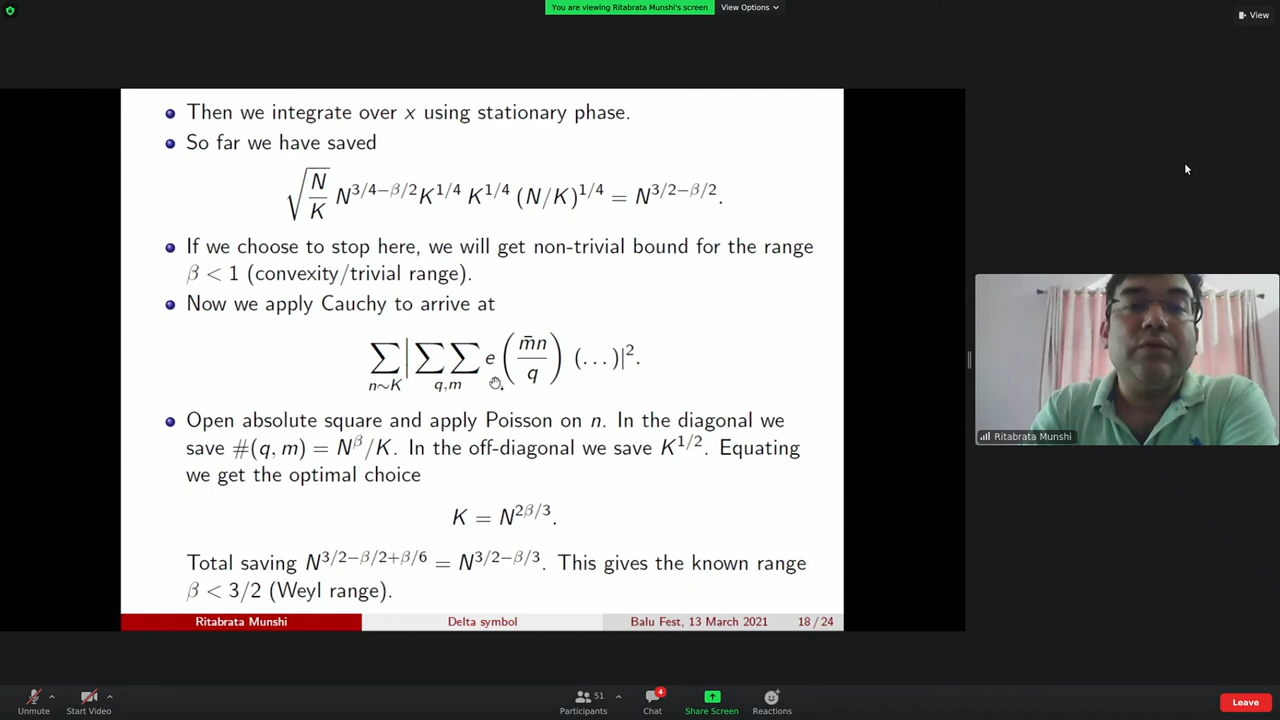 You are viewing Ritabrata Munshi's screen View Options
View
Then we integrate over x using stationary phase.
So far we have saved
√(N/K) N^{3/4−β/2} K^{1/4} K^{1/4} (N/K)^{1/4} = N^{3/2−β/2}.
If we choose to stop here, we will get non-trivial bound for the range
β < 1 (convexity/trivial range).
Now we apply Cauchy to arrive at
∑_{n∼K} |∑∑_{q,m} e(m̄n/q) (...)|².
Open absolute square and apply Poisson on n. In the diagonal we
save #(q, m) = N^β/K. In the off-diagonal we save K^{1/2}. Equating
we get the optimal choice
K = N^{2β/3}.
Total saving N^{3/2−β/2+β/6} = N^{3/2−β/3}. This gives the known range
β < 3/2 (Weyl range).
Ritabrata Munshi Delta symbol Balu Fest, 13 March 2021 18 / 24
Ritabrata Munshi
51
4
Unmute Start Video Participants Chat Share Screen Reactions Leave